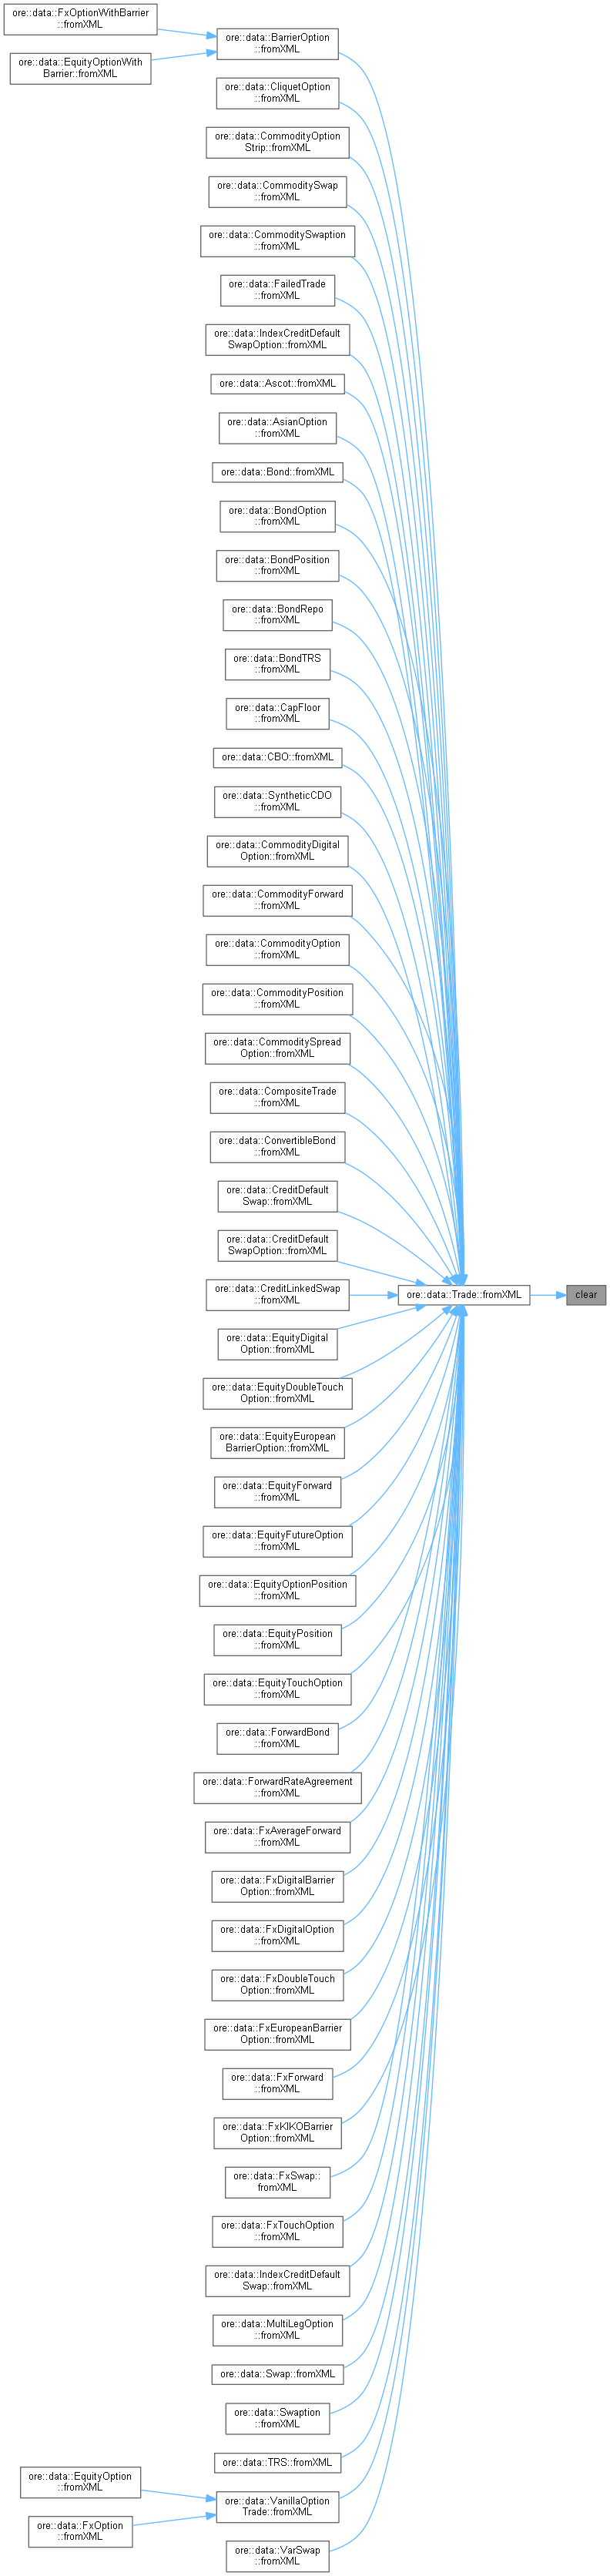 ore::data::FxOptionWithBarrier
::fromXML
ore::data::EquityOptionWith
Barrier::fromXML
ore::data::BarrierOption
::fromXML
ore::data::CliquetOption
::fromXML
ore::data::CommodityOption
Strip::fromXML
ore::data::CommoditySwap
::fromXML
ore::data::CommoditySwaption
::fromXML
ore::data::FailedTrade
::fromXML
ore::data::IndexCreditDefault
SwapOption::fromXML
ore::data::Ascot::fromXML
ore::data::AsianOption
::fromXML
ore::data::Bond::fromXML
ore::data::BondOption
::fromXML
ore::data::BondPosition
::fromXML
ore::data::BondRepo
::fromXML
ore::data::BondTRS
::fromXML
ore::data::CapFloor
::fromXML
ore::data::CBO::fromXML
ore::data::SyntheticCDO
::fromXML
ore::data::CommodityDigital
Option::fromXML
ore::data::CommodityForward
::fromXML
ore::data::CommodityOption
::fromXML
ore::data::CommodityPosition
::fromXML
ore::data::CommoditySpread
Option::fromXML
ore::data::CompositeTrade
::fromXML
ore::data::ConvertibleBond
::fromXML
ore::data::CreditDefault
Swap::fromXML
ore::data::CreditDefault
SwapOption::fromXML
ore::data::CreditLinkedSwap
::fromXML
ore::data::Trade::fromXML
clear
ore::data::EquityDigital
Option::fromXML
ore::data::EquityDoubleTouch
Option::fromXML
ore::data::EquityEuropean
BarrierOption::fromXML
ore::data::EquityForward
::fromXML
ore::data::EquityFutureOption
::fromXML
ore::data::EquityOptionPosition
::fromXML
ore::data::EquityPosition
::fromXML
ore::data::EquityTouchOption
::fromXML
ore::data::ForwardBond
::fromXML
ore::data::ForwardRateAgreement
::fromXML
ore::data::FxAverageForward
::fromXML
ore::data::FxDigitalBarrier
Option::fromXML
ore::data::FxDigitalOption
::fromXML
ore::data::FxDoubleTouch
Option::fromXML
ore::data::FxEuropeanBarrier
Option::fromXML
ore::data::FxForward
::fromXML
ore::data::FxKIKOBarrier
Option::fromXML
ore::data::FxSwap::
fromXML
ore::data::FxTouchOption
::fromXML
ore::data::IndexCreditDefault
Swap::fromXML
ore::data::MultiLegOption
::fromXML
ore::data::Swap::fromXML
ore::data::Swaption
::fromXML
ore::data::TRS::fromXML
ore::data::EquityOption
::fromXML
ore::data::VanillaOption
Trade::fromXML
ore::data::FxOption
::fromXML
ore::data::VarSwap
::fromXML